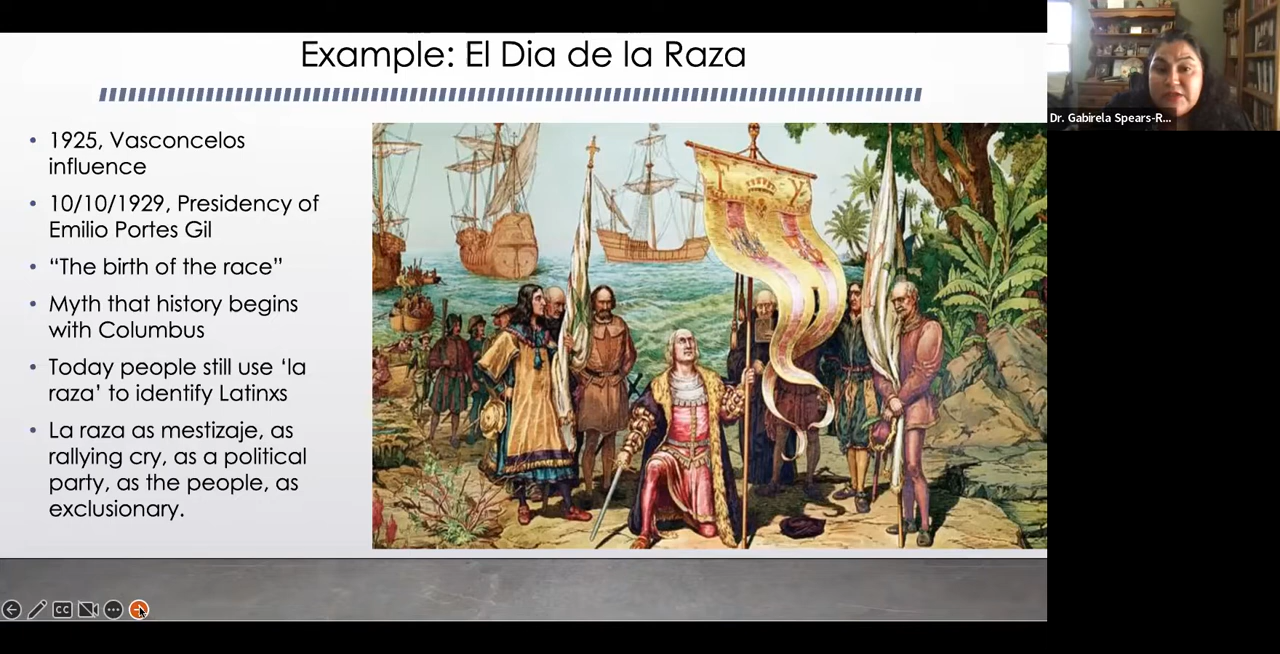 Example: El Dia de la Raza
• 1925, Vasconcelos
influence
• 10/10/1929, Presidency of
Emilio Portes Gil
• “The birth of the race”
• Myth that history begins
with Columbus
• Today people still use ‘la
raza’ to identify Latinxs
• La raza as mestizaje, as
rallying cry, as a political
party, as the people, as
exclusionary.
F Y
Dr. Gabirela Spears-R...
CC